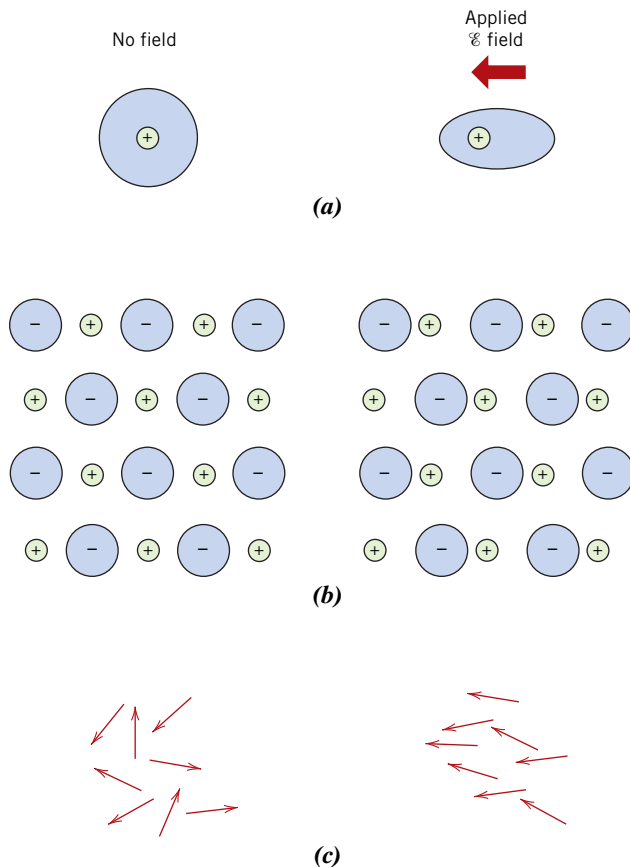 No field
Applied
ℰ field
+
+
(a)
− + − + −
− + − + −
+ − + − +
+ − + − +
− + − + −
− + − + −
+ − + − +
+ − + − +
(b)
(c)